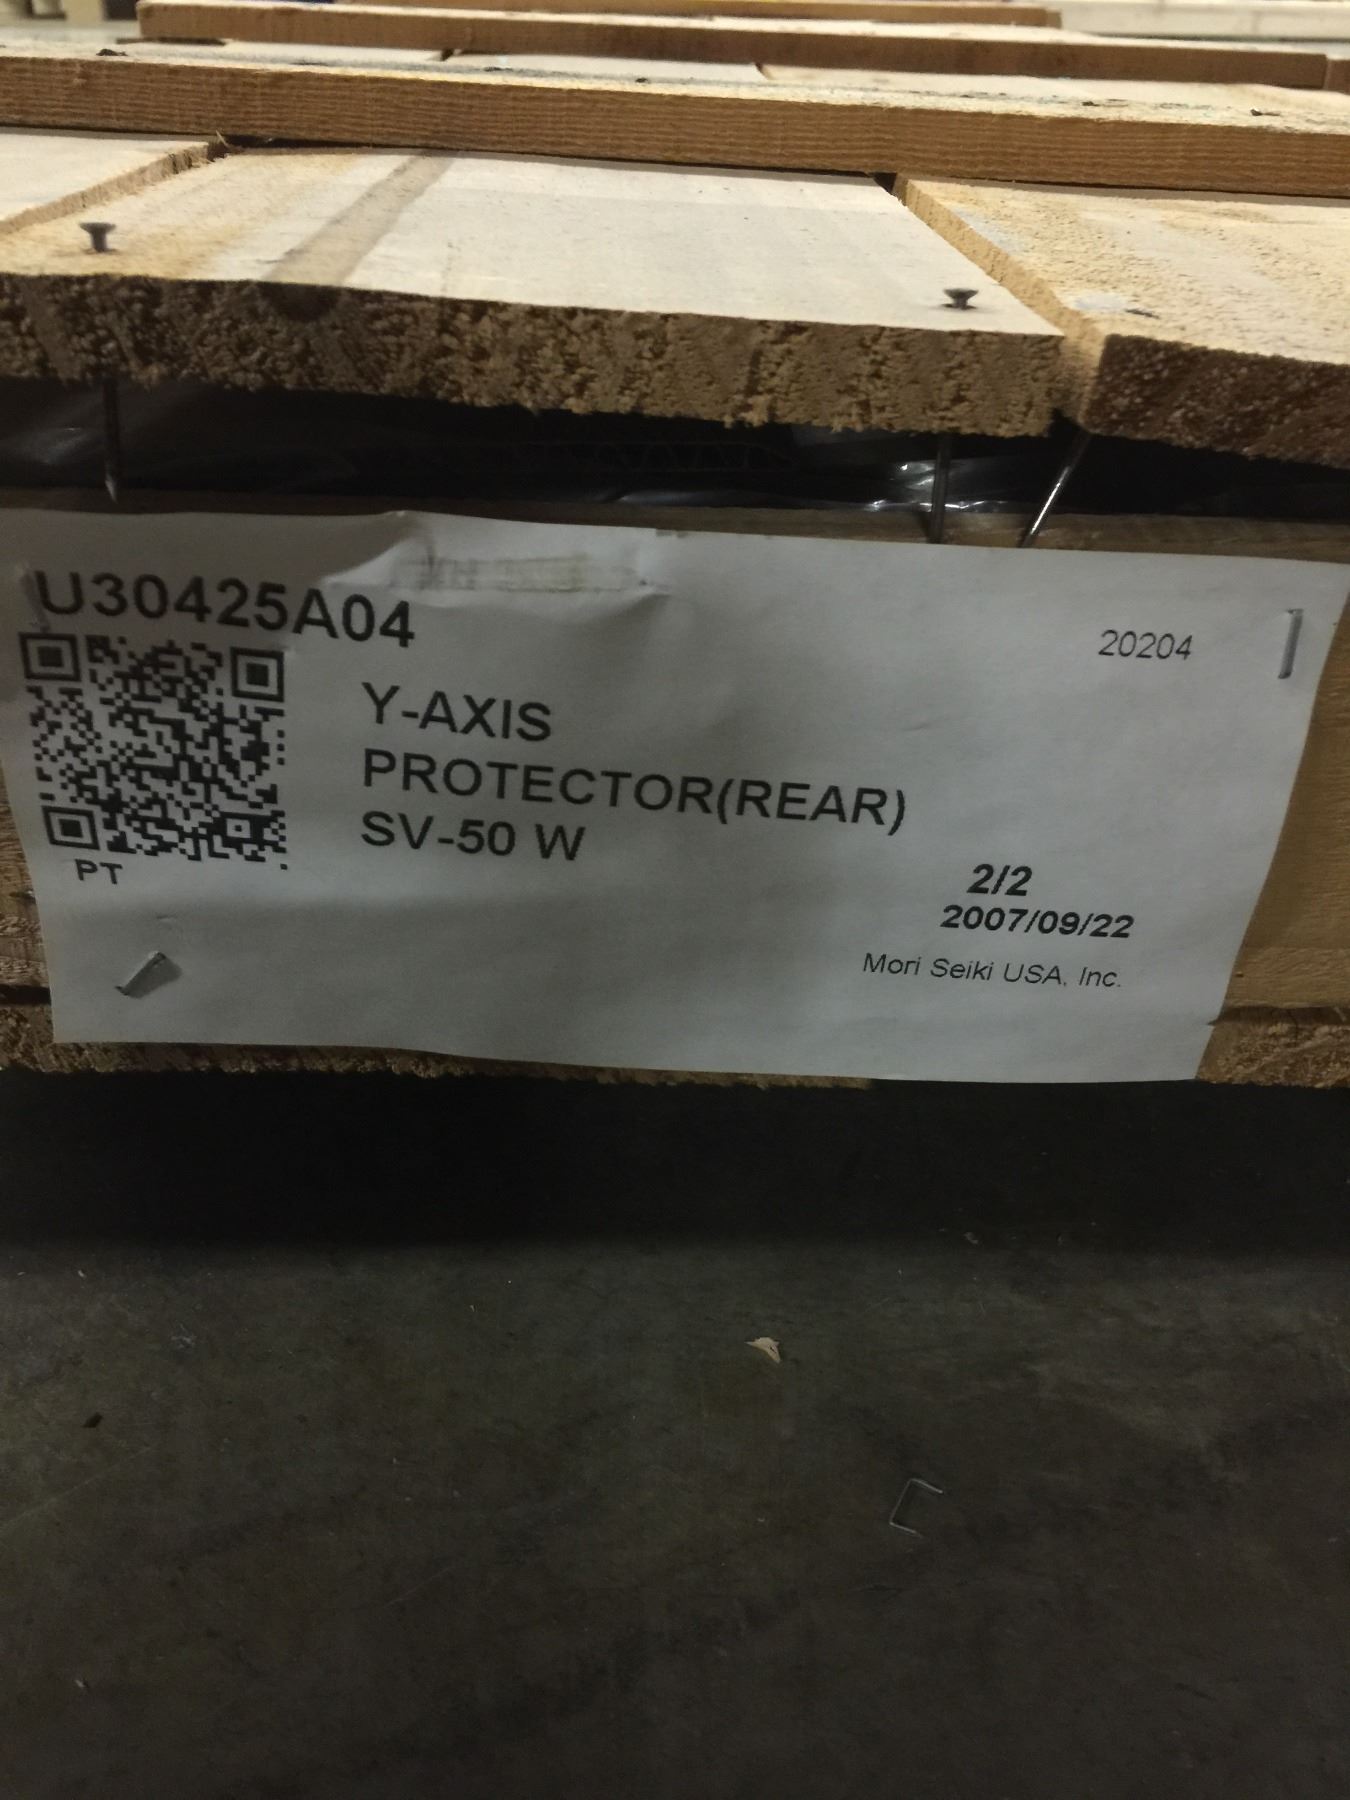 U30425A04
20204
Y-AXIS
PROTECTOR(REAR)
SV-50 W
PT
2/2
2007/09/22
Mori Seiki USA, Inc.